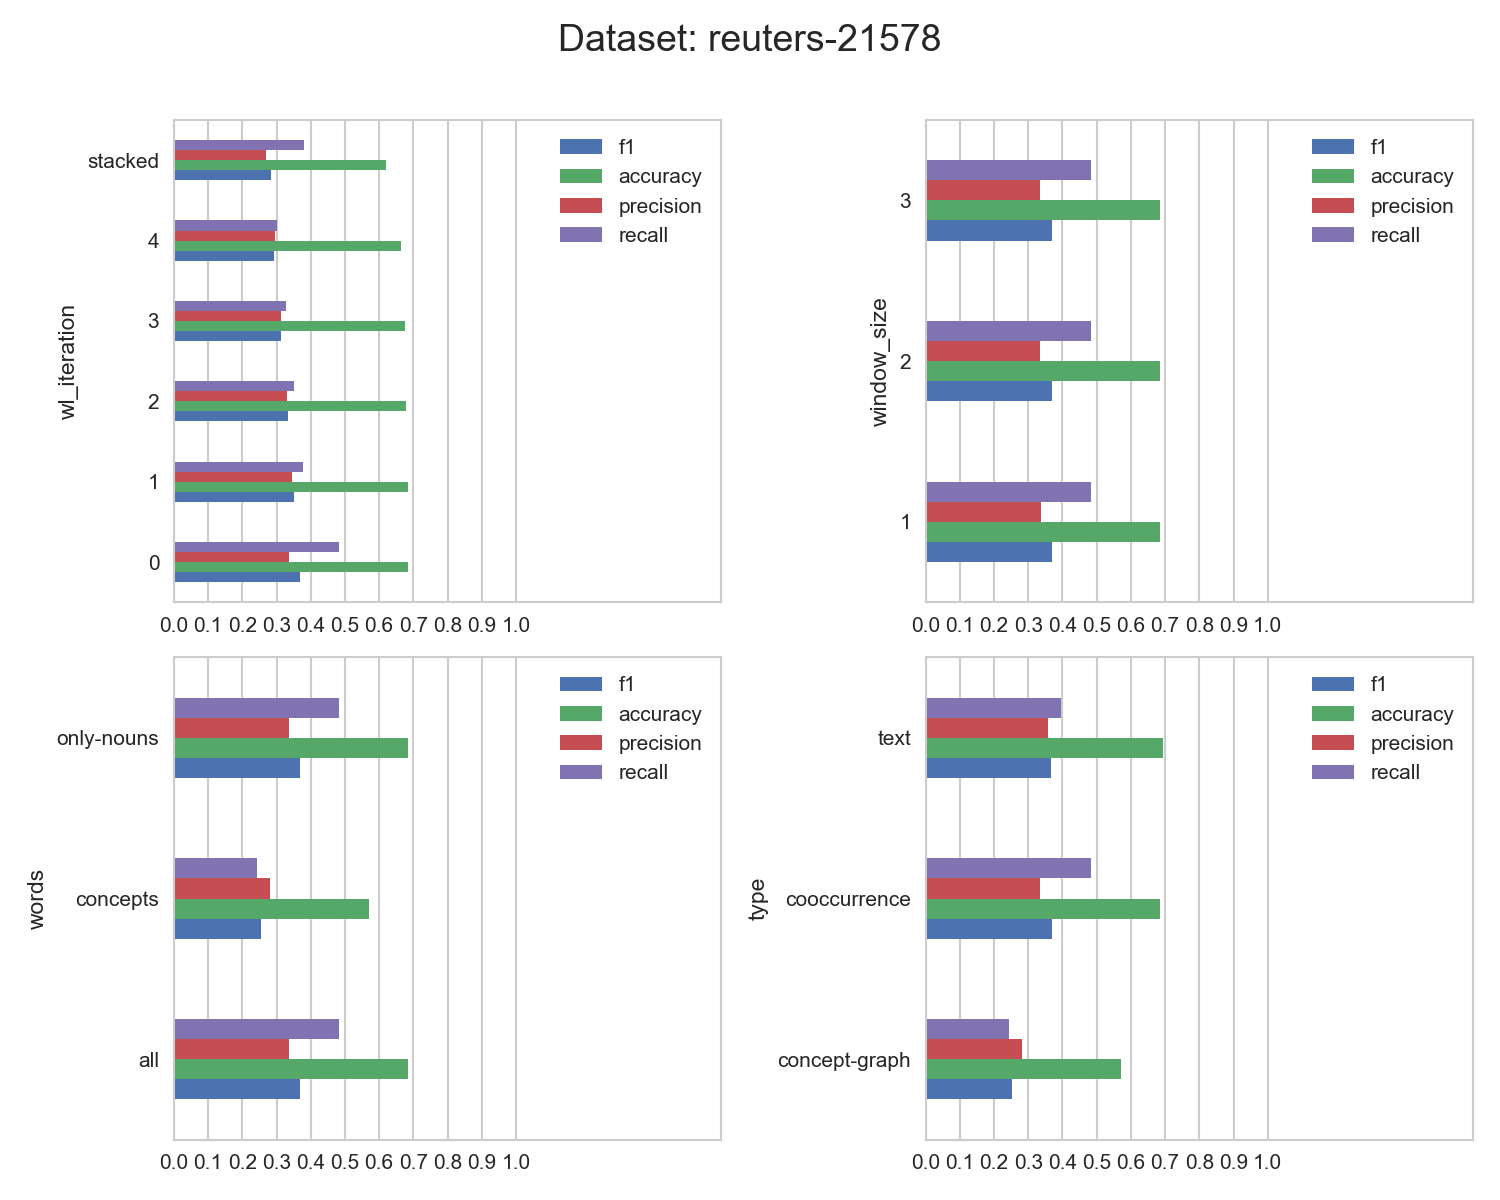 Dataset: reuters-21578
wl_iteration
stacked
4
3
2
1
0
0.0 0.1 0.2 0.3 0.4 0.5 0.6 0.7 0.8 0.9 1.0
f1
accuracy
precision
recall
window_size
3
2
1
0.0 0.1 0.2 0.3 0.4 0.5 0.6 0.7 0.8 0.9 1.0
f1
accuracy
precision
recall
words
only-nouns
concepts
all
0.0 0.1 0.2 0.3 0.4 0.5 0.6 0.7 0.8 0.9 1.0
f1
accuracy
precision
recall
type
text
cooccurrence
concept-graph
0.0 0.1 0.2 0.3 0.4 0.5 0.6 0.7 0.8 0.9 1.0
f1
accuracy
precision
recall